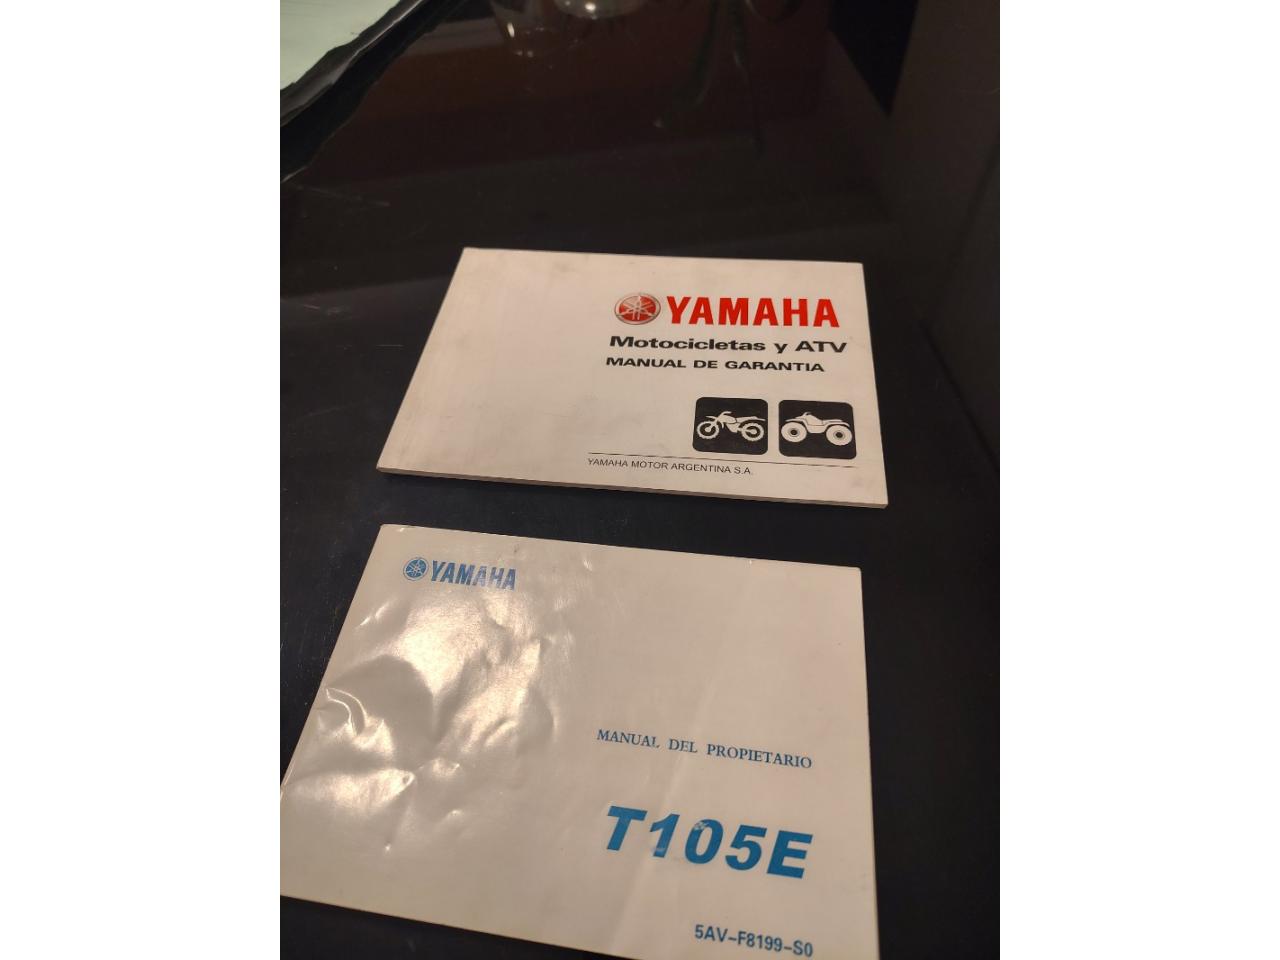 YAMAHA
Motocicletas y ATV
MANUAL DE GARANTIA
YAMAHA MOTOR ARGENTINA S.A.
YAMAHA
MANUAL DEL PROPIETARIO
T105E
5AV-F8199-S0